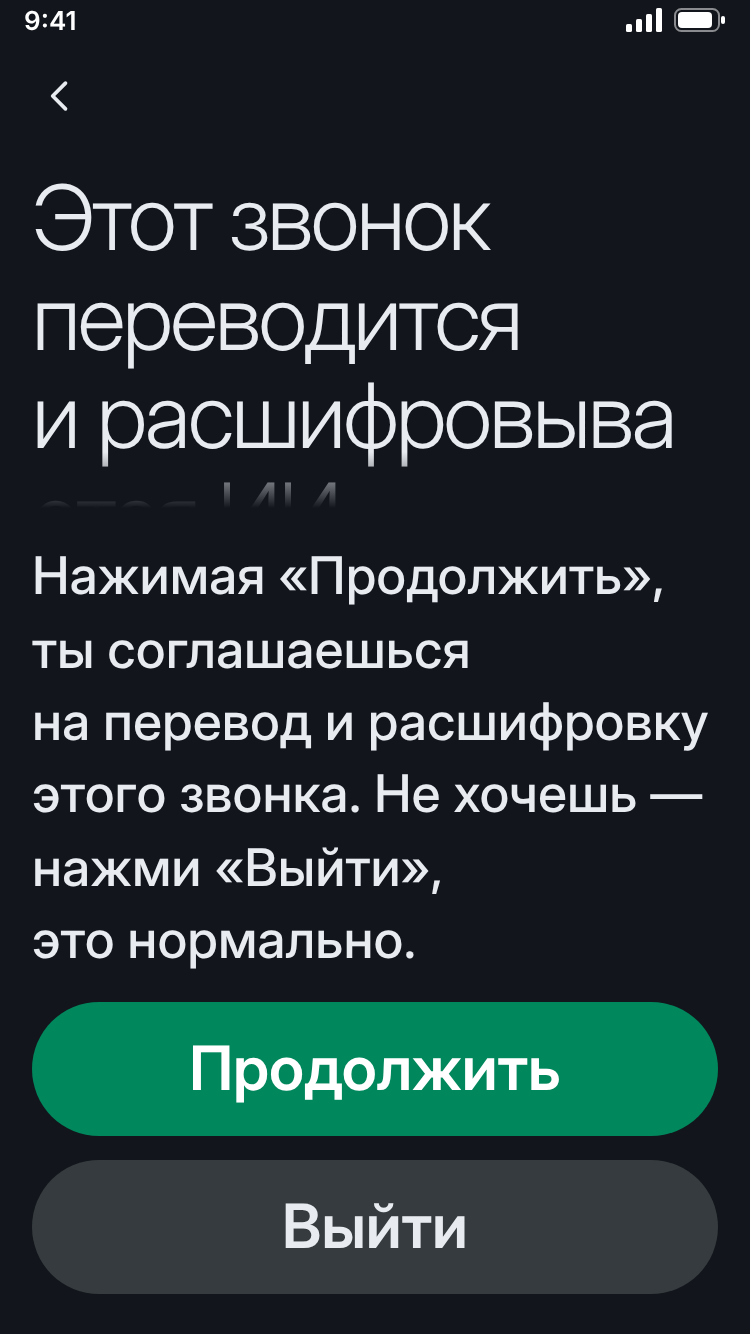 9:41
Этот звонок
переводится
и расшифровыва
Нажимая «Продолжить»,
ты соглашаешься
на перевод и расшифровку
этого звонка. Не хочешь —
нажми «Выйти»,
это нормально.
Продолжить
Выйти